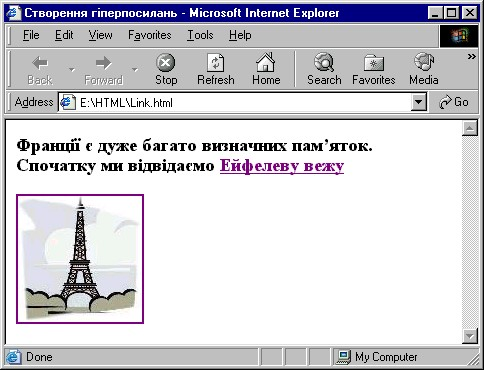 Створення гіперпосилань - Microsoft Internet Explorer
File Edit View Favorites Tools Help
Back Forward Stop Refresh Home Search Favorites Media »
Address E:\HTML\Link.html Go
Франції є дуже багато визначних пам’яток.
Спочатку ми відвідаємо Ейфелеву вежу
Done My Computer